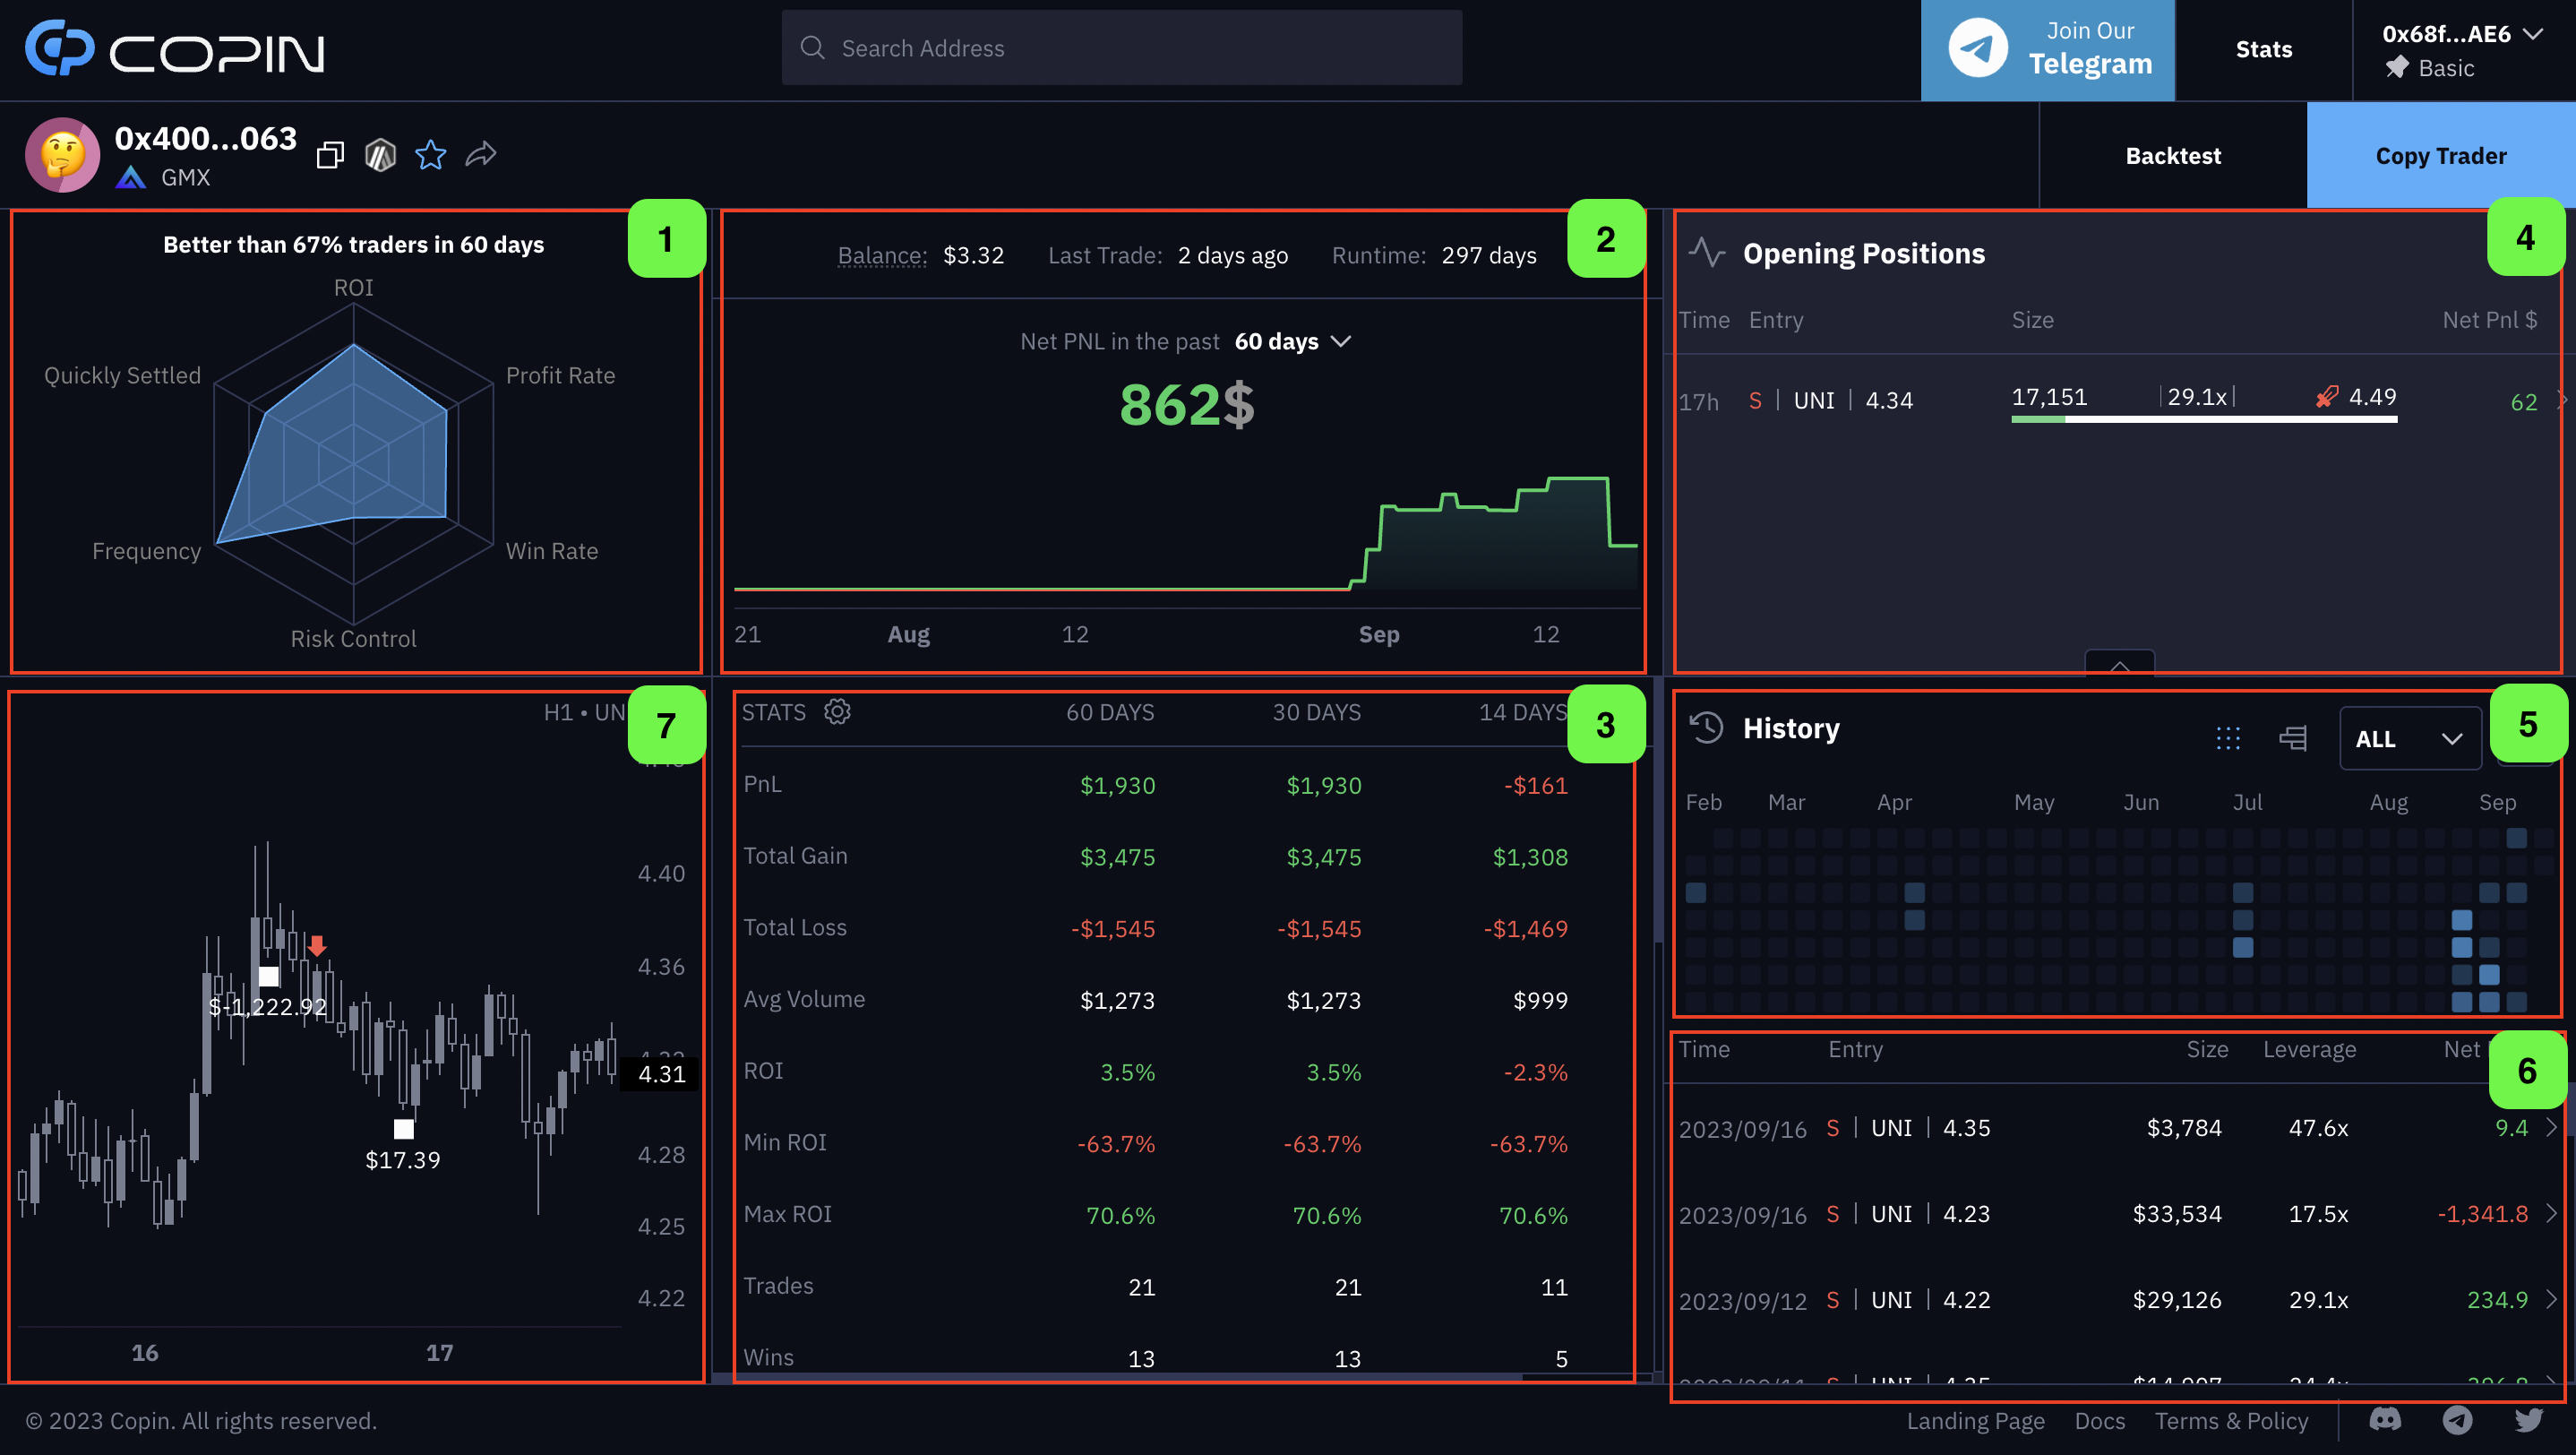 COPIN
Search Address
Join Our
Telegram
Stats
0x68f...AE6
Basic
0x400...063
GMX
Backtest
Copy Trader
1
Better than 67% traders in 60 days
ROI
Quickly Settled
Profit Rate
Frequency
Win Rate
Risk Control
2
Balance: $3.32 Last Trade: 2 days ago Runtime: 297 days
Net PNL in the past 60 days
862$
21 Aug 12 Sep 12
4
Opening Positions
Time Entry Size Net Pnl $
17h S | UNI | 4.34 17,151 |29.1x| 4.49 62
7
H1 • UN
4.40
4.36
$-1,222.92
4.31
$17.39
4.28
4.25
4.22
16 17
3
STATS 60 DAYS 30 DAYS 14 DAYS
PnL $1,930 $1,930 -$161
Total Gain $3,475 $3,475 $1,308
Total Loss -$1,545 -$1,545 -$1,469
Avg Volume $1,273 $1,273 $999
ROI 3.5% 3.5% -2.3%
Min ROI -63.7% -63.7% -63.7%
Max ROI 70.6% 70.6% 70.6%
Trades 21 21 11
Wins 13 13 5
5
History
ALL
Feb Mar Apr May Jun Jul Aug Sep
6
Time Entry Size Leverage Net
2023/09/16 S | UNI | 4.35 $3,784 47.6x 9.4
2023/09/16 S | UNI | 4.23 $33,534 17.5x -1,341.8
2023/09/12 S | UNI | 4.22 $29,126 29.1x 234.9
© 2023 Copin. All rights reserved.
Landing Page Docs Terms & Policy